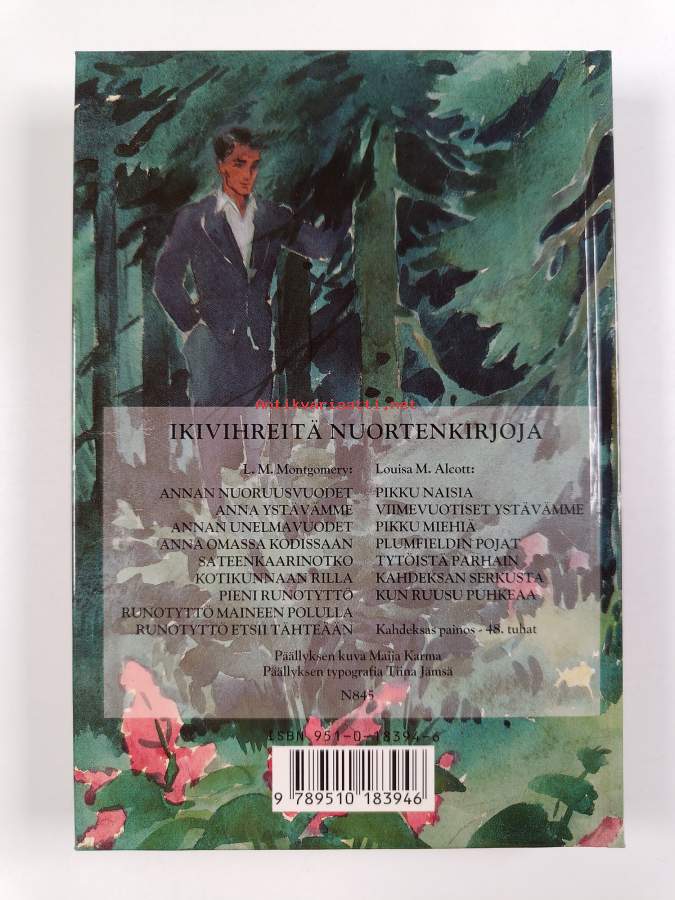 Antikvariaatti.net
IKIVIHREITÄ NUORTENKIRJOJA
L. M. Montgomery:
ANNAN NUORUUSVUODET
ANNA YSTÄVÄMME
ANNAN UNELMAVUODET
ANNA OMASSA KODISSAAN
SATEENKAARINOTKO
KOTIKUNNAAN RILLA
PIENI RUNOTYTTÖ
RUNOTYTTÖ MAINEEN POLULLA
RUNOTYTTÖ ETSII TÄHTEÄÄN
Louisa M. Alcott:
PIKKU NAISIA
VIIMEVUOTISET YSTÄVÄMME
PIKKU MIEHIÄ
PLUMFIELDIN POJAT
TYTÖISTÄ PARHAIN
KAHDEKSAN SERKUSTA
KUN RUUSU PUHKEAA
Kahdeksas painos - 48. tuhat
Päällyksen kuva Maija Karma
Päällyksen typografia Tiina Jämsä
N845
ISBN 951-0-18394-6
9 789510 183946